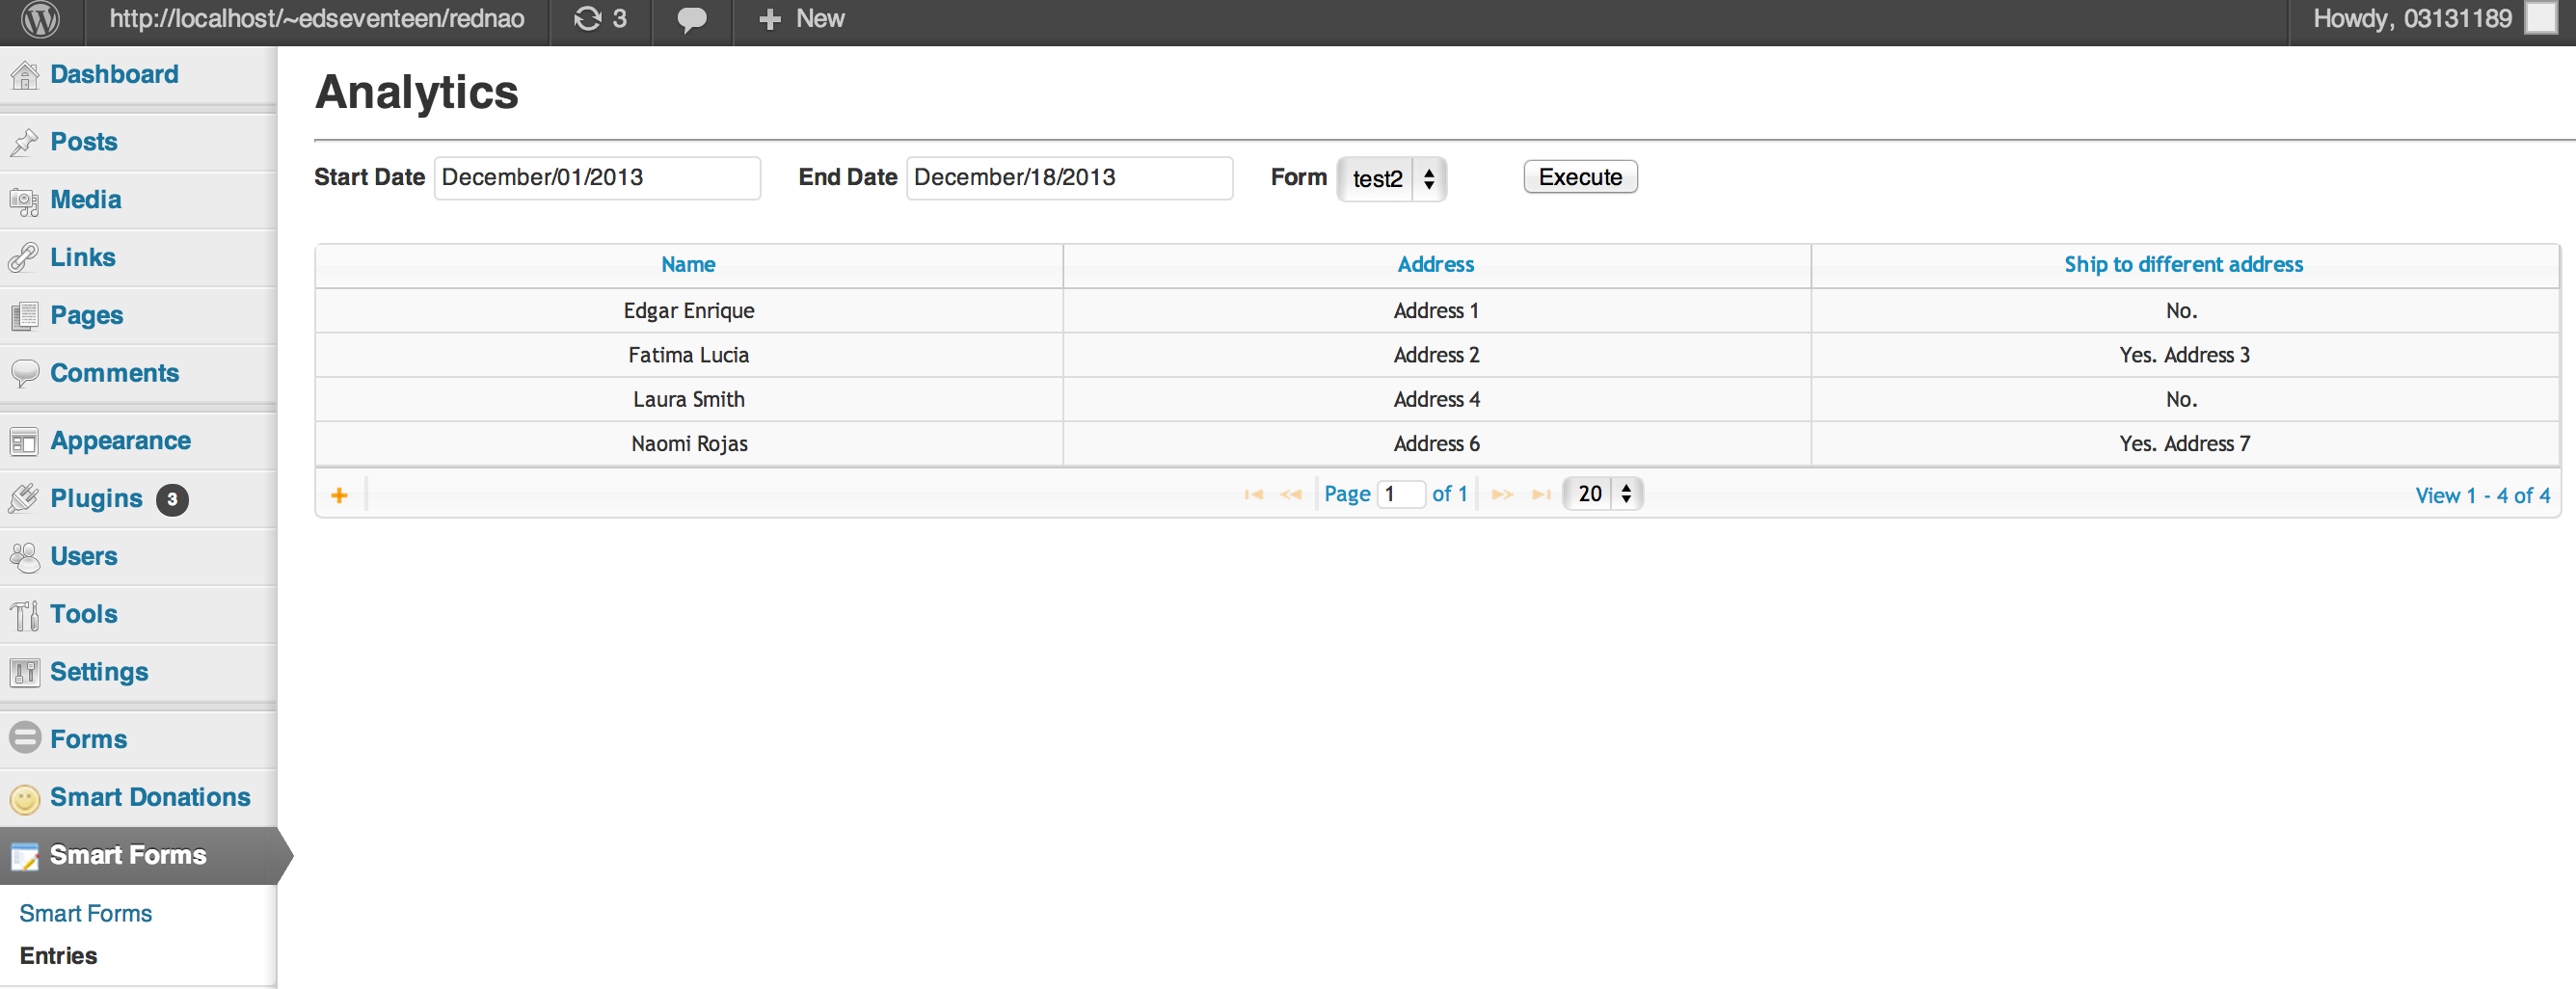 http://localhost/~edseventeen/rednao 3 New Howdy, 03131189
Dashboard
Posts
Media
Links
Pages
Comments
Appearance
Plugins 3
Users
Tools
Settings
Forms
Smart Donations
Smart Forms
Smart Forms
Entries
Analytics
Start Date December/01/2013 End Date December/18/2013 Form test2 Execute
Name Address Ship to different address
Edgar Enrique Address 1 No.
Fatima Lucia Address 2 Yes. Address 3
Laura Smith Address 4 No.
Naomi Rojas Address 6 Yes. Address 7
Page 1 of 1 20 View 1 - 4 of 4